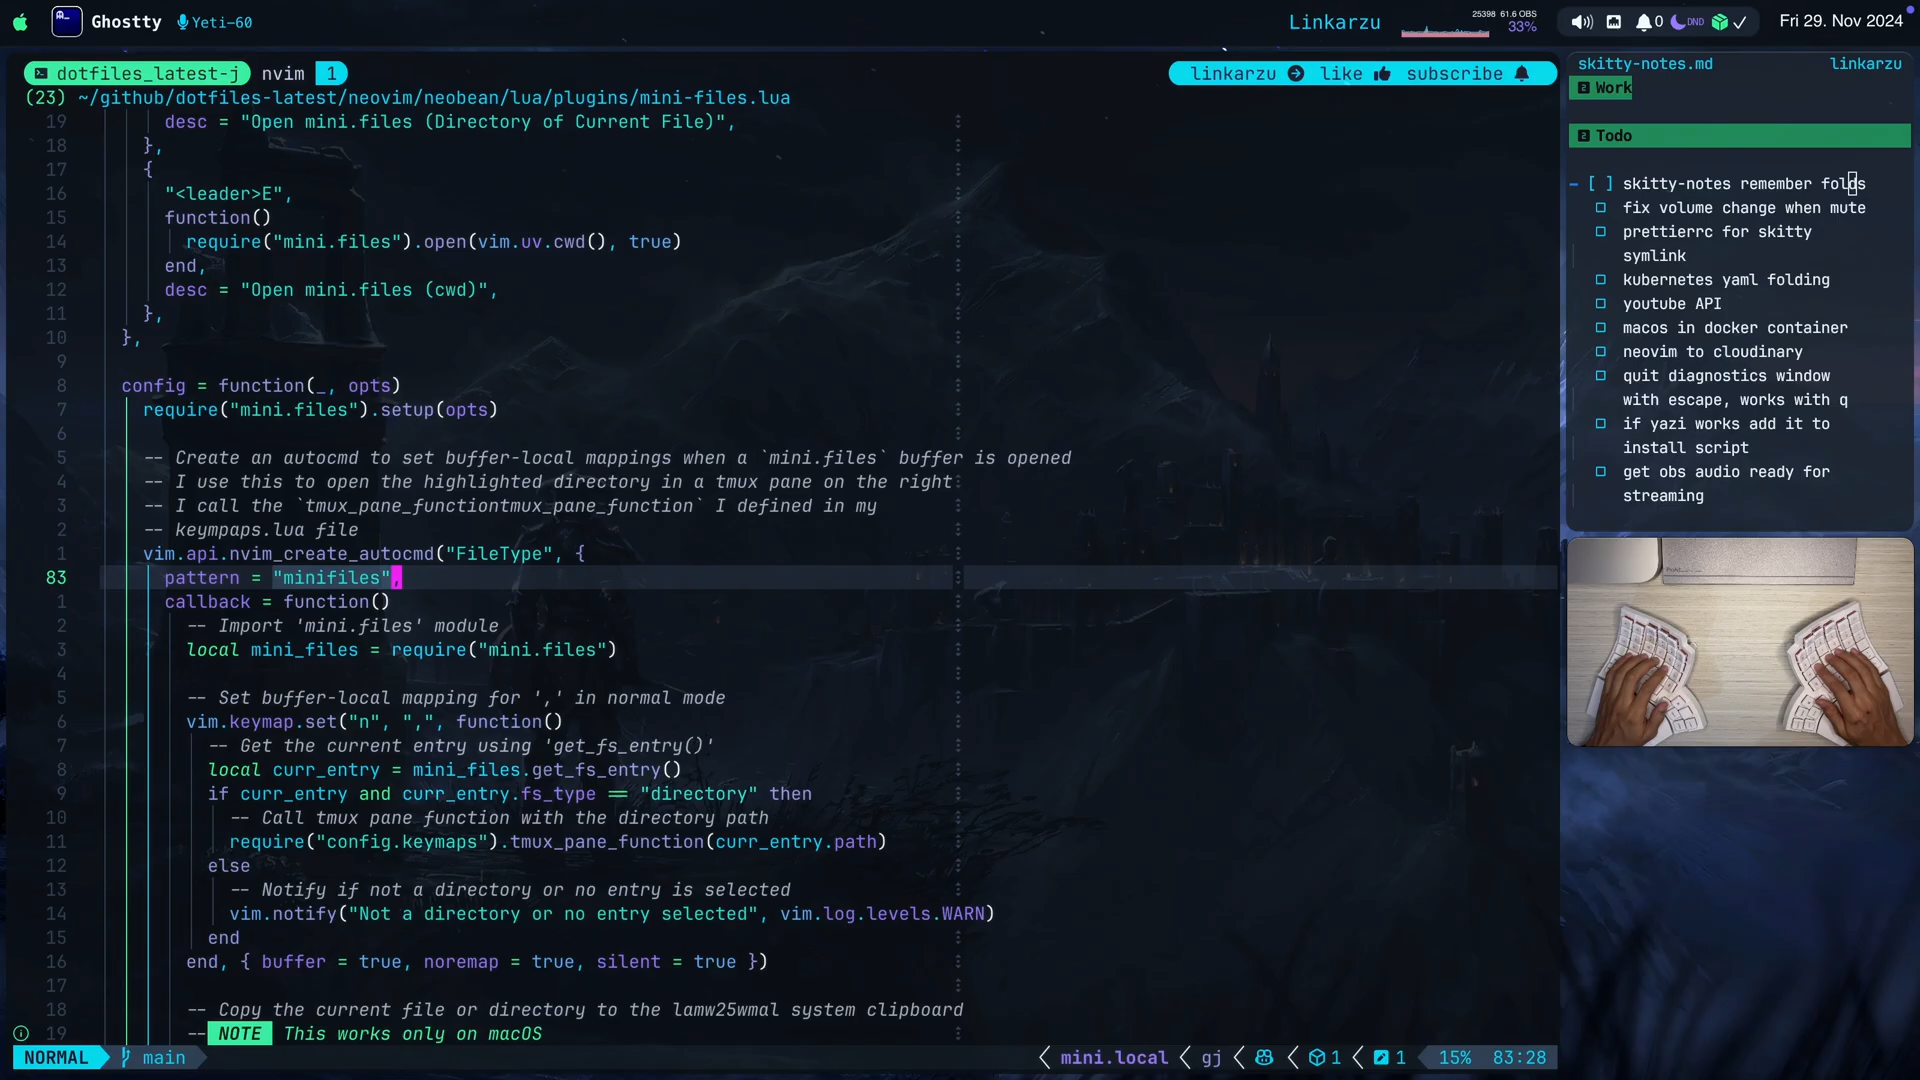 Ghostty
Yeti-60
Linkarzu
25398 61.6 OBS
33%
0
DND
Fri 29. Nov 2024
dotfiles_latest-j nvim 1
linkarzu like subscribe
(23) ~/github/dotfiles-latest/neovim/neobean/lua/plugins/mini-files.lua
19 desc = "Open mini.files (Directory of Current File)",
18 },
17 {
16 "<leader>E",
15 function()
14 require("mini.files").open(vim.uv.cwd(), true)
13 end,
12 desc = "Open mini.files (cwd)",
11 },
10 },
9
8 config = function(_, opts)
7 require("mini.files").setup(opts)
6
5 -- Create an autocmd to set buffer-local mappings when a `mini.files` buffer is opened
4 -- I use this to open the highlighted directory in a tmux pane on the right
3 -- I call the `tmux_pane_functiontmux_pane_function` I defined in my
2 -- keympaps.lua file
1 vim.api.nvim_create_autocmd("FileType", {
83 pattern = "minifiles",
1 callback = function()
2 -- Import 'mini.files' module
3 local mini_files = require("mini.files")
4
5 -- Set buffer-local mapping for ',' in normal mode
6 vim.keymap.set("n", ",", function()
7 -- Get the current entry using 'get_fs_entry()'
8 local curr_entry = mini_files.get_fs_entry()
9 if curr_entry and curr_entry.fs_type == "directory" then
10 -- Call tmux pane function with the directory path
11 require("config.keymaps").tmux_pane_function(curr_entry.path)
12 else
13 -- Notify if not a directory or no entry is selected
14 vim.notify("Not a directory or no entry selected", vim.log.levels.WARN)
15 end
16 end, { buffer = true, noremap = true, silent = true })
17
18 -- Copy the current file or directory to the lamw25wmal system clipboard
19 -- NOTE This works only on macOS
NORMAL main
mini.local gj 1 1 15% 83:28
skitty-notes.md linkarzu
2 Work
2 Todo
- [ ] skitty-notes remember folds
fix volume change when mute
prettierrc for skitty
symlink
kubernetes yaml folding
youtube API
macos in docker container
neovim to cloudinary
quit diagnostics window
with escape, works with q
if yazi works add it to
install script
get obs audio ready for
streaming